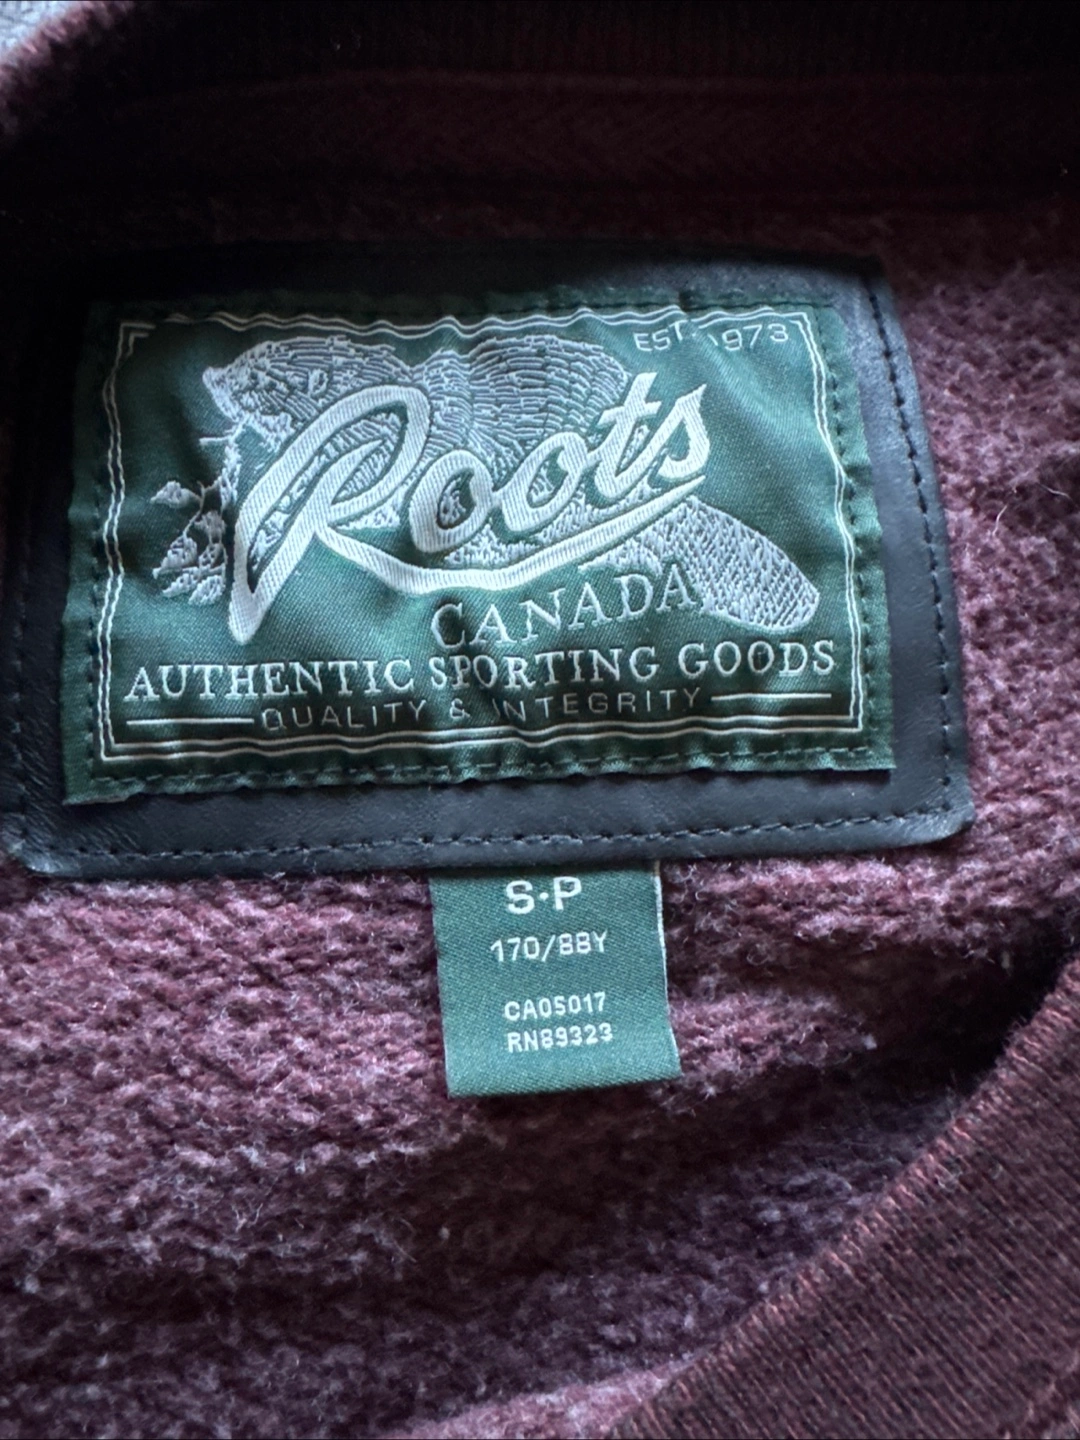 EST. 1973
Roots
CANADA
AUTHENTIC SPORTING GOODS
QUALITY & INTEGRITY
S·P
170/88Y
CA05017
RN89323